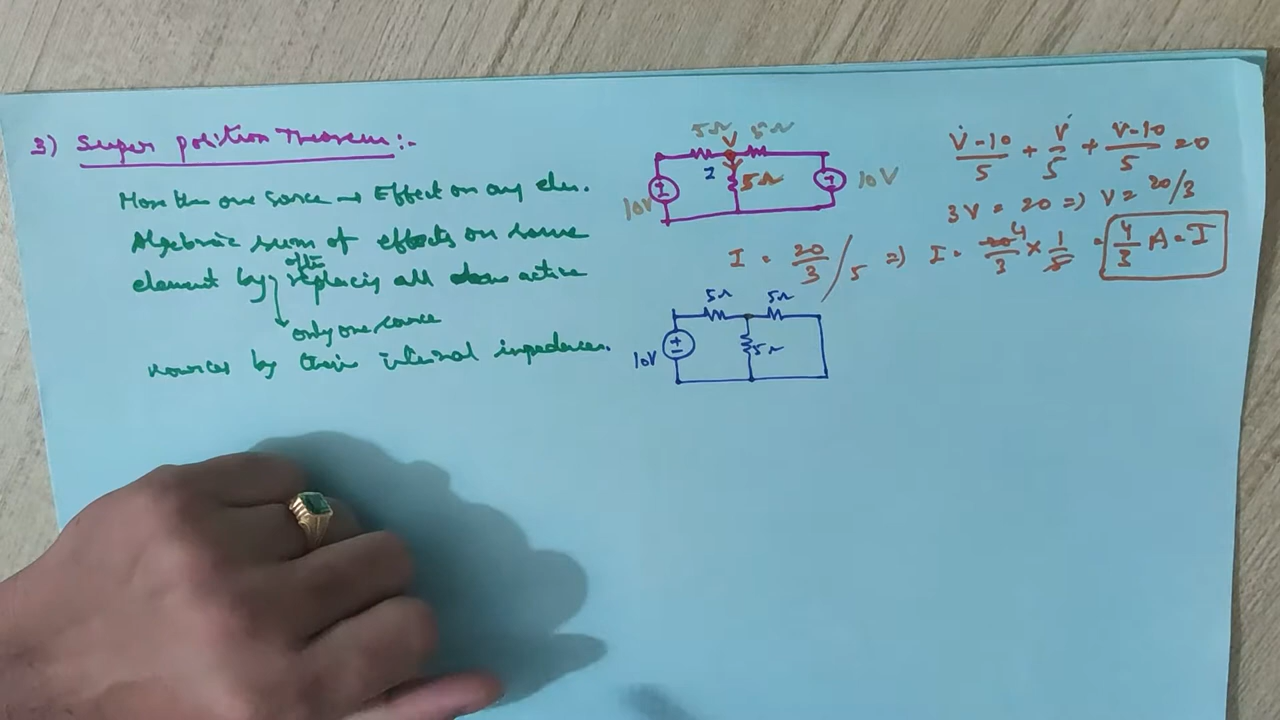 3) Super position Theorem:-
More than one source → Effect on any ele.
Algebraic sum of effects on same
after
element by replacing all active
only one source
sources by their internal impedances.
5Ω V 5Ω
I 5Ω
10V 10V
V-10/5 + V/5 + V-10/5 = 0
3V = 20 ⇒ V = 20/3
I = 20/3 / 5 ⇒ I = 20 4/3 × 1/5 = 4/3 A = I
5Ω 5Ω
10V 5Ω